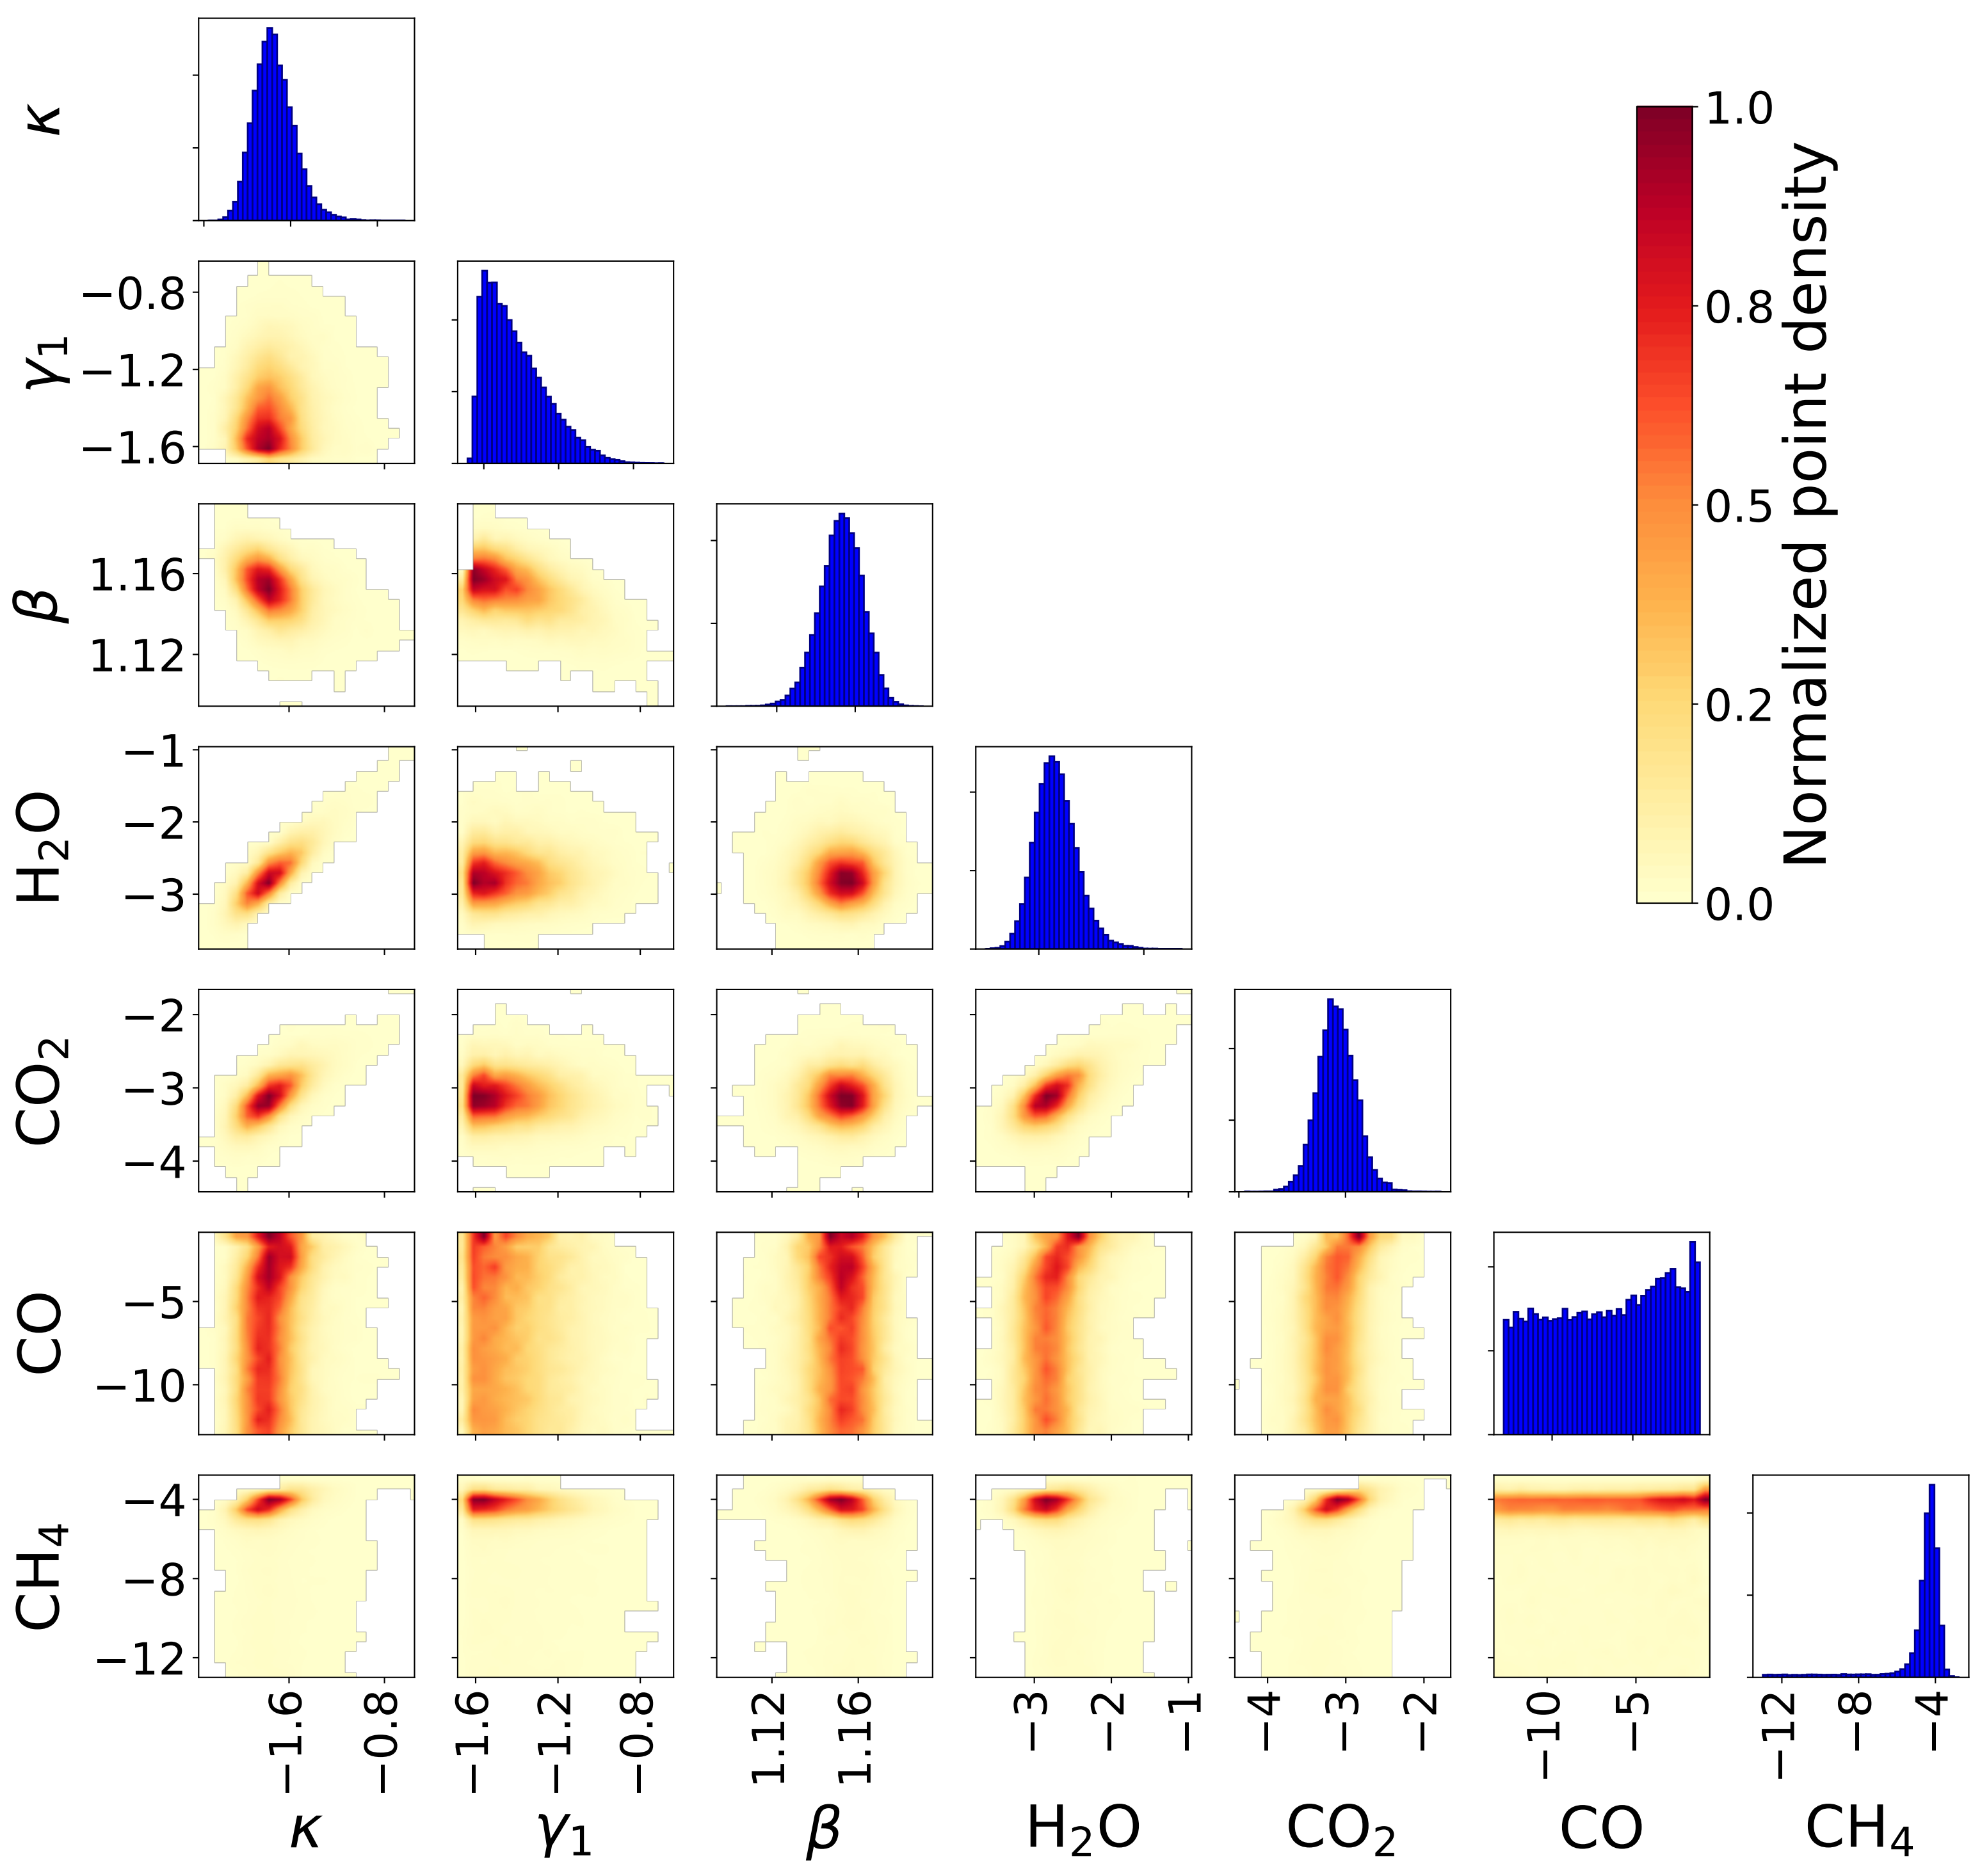 κ
γ₁
−0.8
−1.2
−1.6
β
1.16
1.12
H₂O
−1
−2
−3
CO₂
−2
−3
−4
CO
−5
−10
CH₄
−4
−8
−12
−1.6
−0.8
−1.6
−1.2
−0.8
1.12
1.16
−3
−2
−1
−4
−3
−2
−10
−5
−12
−8
−4
κ
γ₁
β
H₂O
CO₂
CO
CH₄
1.0
0.8
0.5
0.2
0.0
Normalized point density